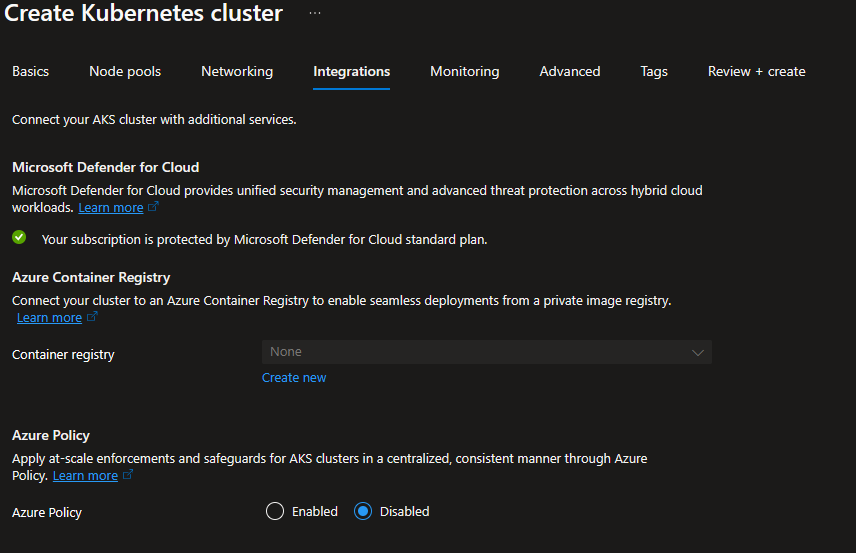 Create Kubernetes cluster ...
Basics Node pools Networking Integrations Monitoring Advanced Tags Review + create
Connect your AKS cluster with additional services.
Microsoft Defender for Cloud
Microsoft Defender for Cloud provides unified security management and advanced threat protection across hybrid cloud
workloads. Learn more
Your subscription is protected by Microsoft Defender for Cloud standard plan.
Azure Container Registry
Connect your cluster to an Azure Container Registry to enable seamless deployments from a private image registry.
Learn more
Container registry None
Create new
Azure Policy
Apply at-scale enforcements and safeguards for AKS clusters in a centralized, consistent manner through Azure
Policy. Learn more
Azure Policy Enabled Disabled